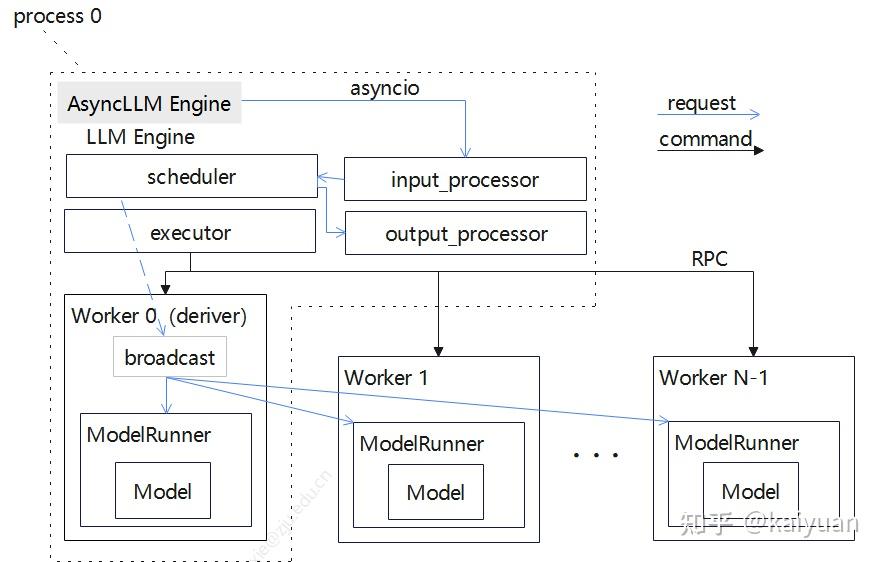 process 0
AsyncLLM Engine
asyncio
request
LLM Engine
command
scheduler
input_processor
executor
output_processor
RPC
Worker 0（deriver）
broadcast
Worker 1
Worker N-1
ModelRunner
ModelRunner
ModelRunner
Model
Model
Model
...
知乎 @kaiyuan